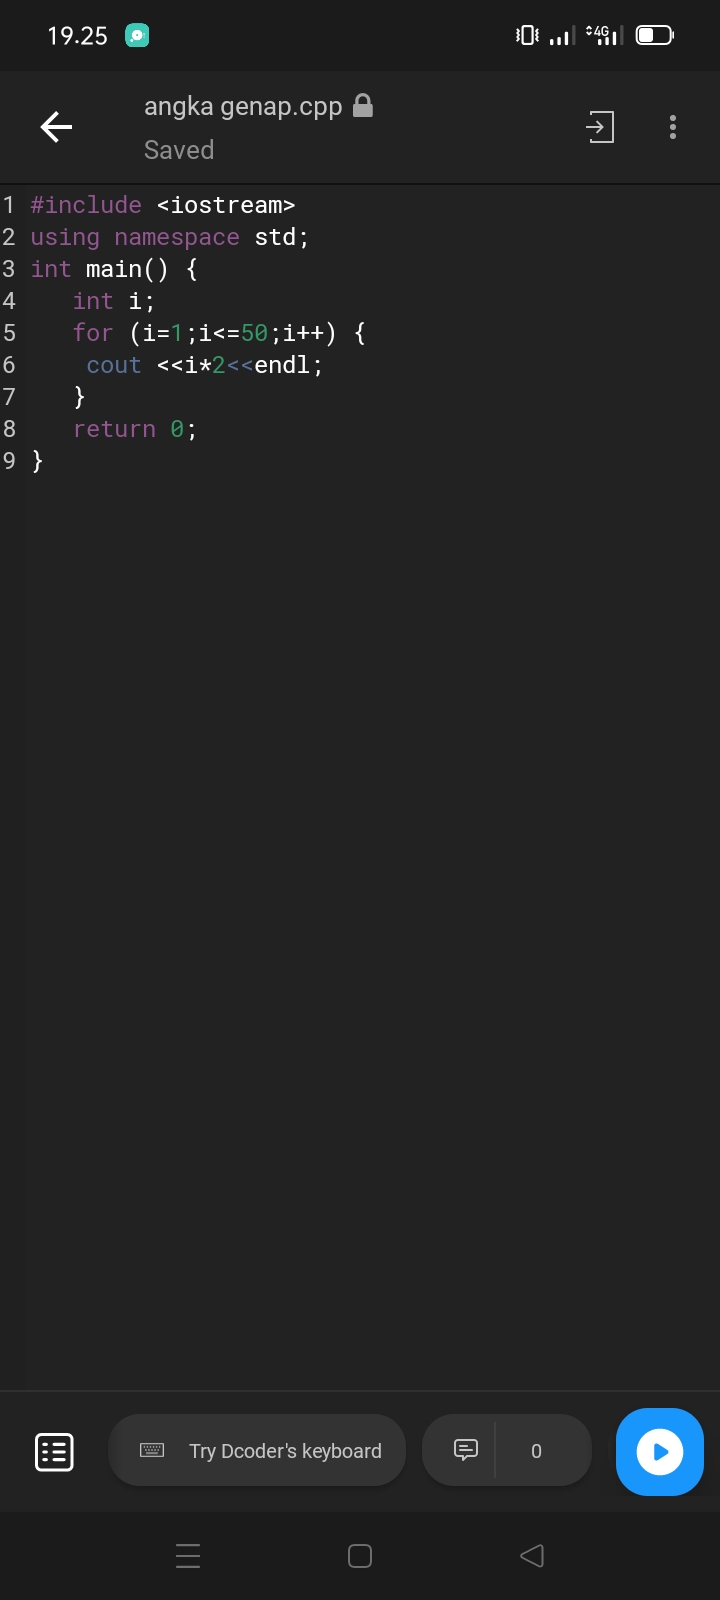 19.25
4G
angka genap.cpp
Saved
1 #include <iostream>
2 using namespace std;
3 int main() {
4    int i;
5    for (i=1;i<=50;i++) {
6     cout <<i*2<<endl;
7    }
8    return 0;
9 }
Try Dcoder's keyboard
0